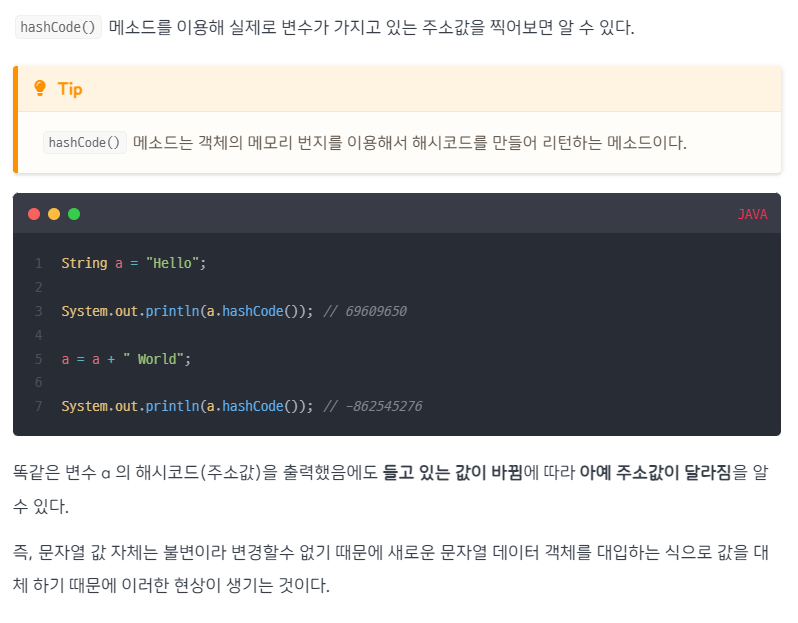 hashCode() 메소드를 이용해 실제로 변수가 가지고 있는 주소값을 찍어보면 알 수 있다.
Tip
hashCode() 메소드는 객체의 메모리 번지를 이용해서 해시코드를 만들어 리턴하는 메소드이다.
JAVA
1 String a = "Hello";
2
3 System.out.println(a.hashCode()); // 69609650
4
5 a = a + " World";
6
7 System.out.println(a.hashCode()); // -862545276
똑같은 변수 a 의 해시코드(주소값)을 출력했음에도 들고 있는 값이 바뀜에 따라 아예 주소값이 달라짐을 알
수 있다.
즉, 문자열 값 자체는 불변이라 변경할수 없기 때문에 새로운 문자열 데이터 객체를 대입하는 식으로 값을 대
체 하기 때문에 이러한 현상이 생기는 것이다.